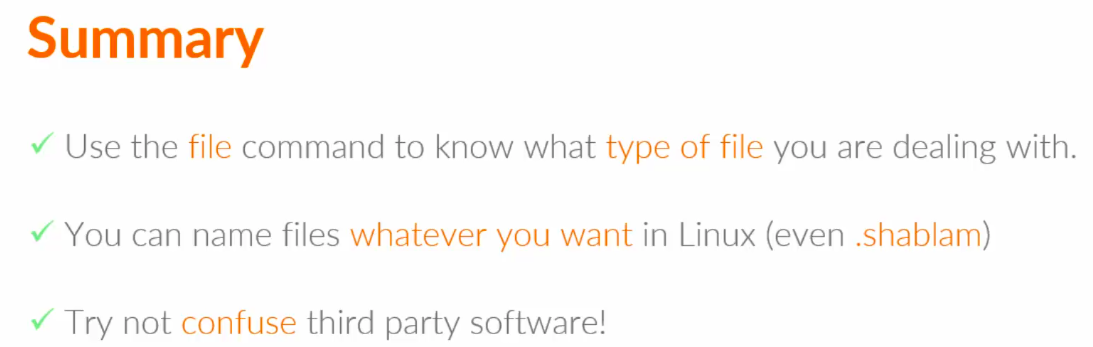 Summary
✓ Use the file command to know what type of file you are dealing with.
✓ You can name files whatever you want in Linux (even .shablam)
✓ Try not confuse third party software!